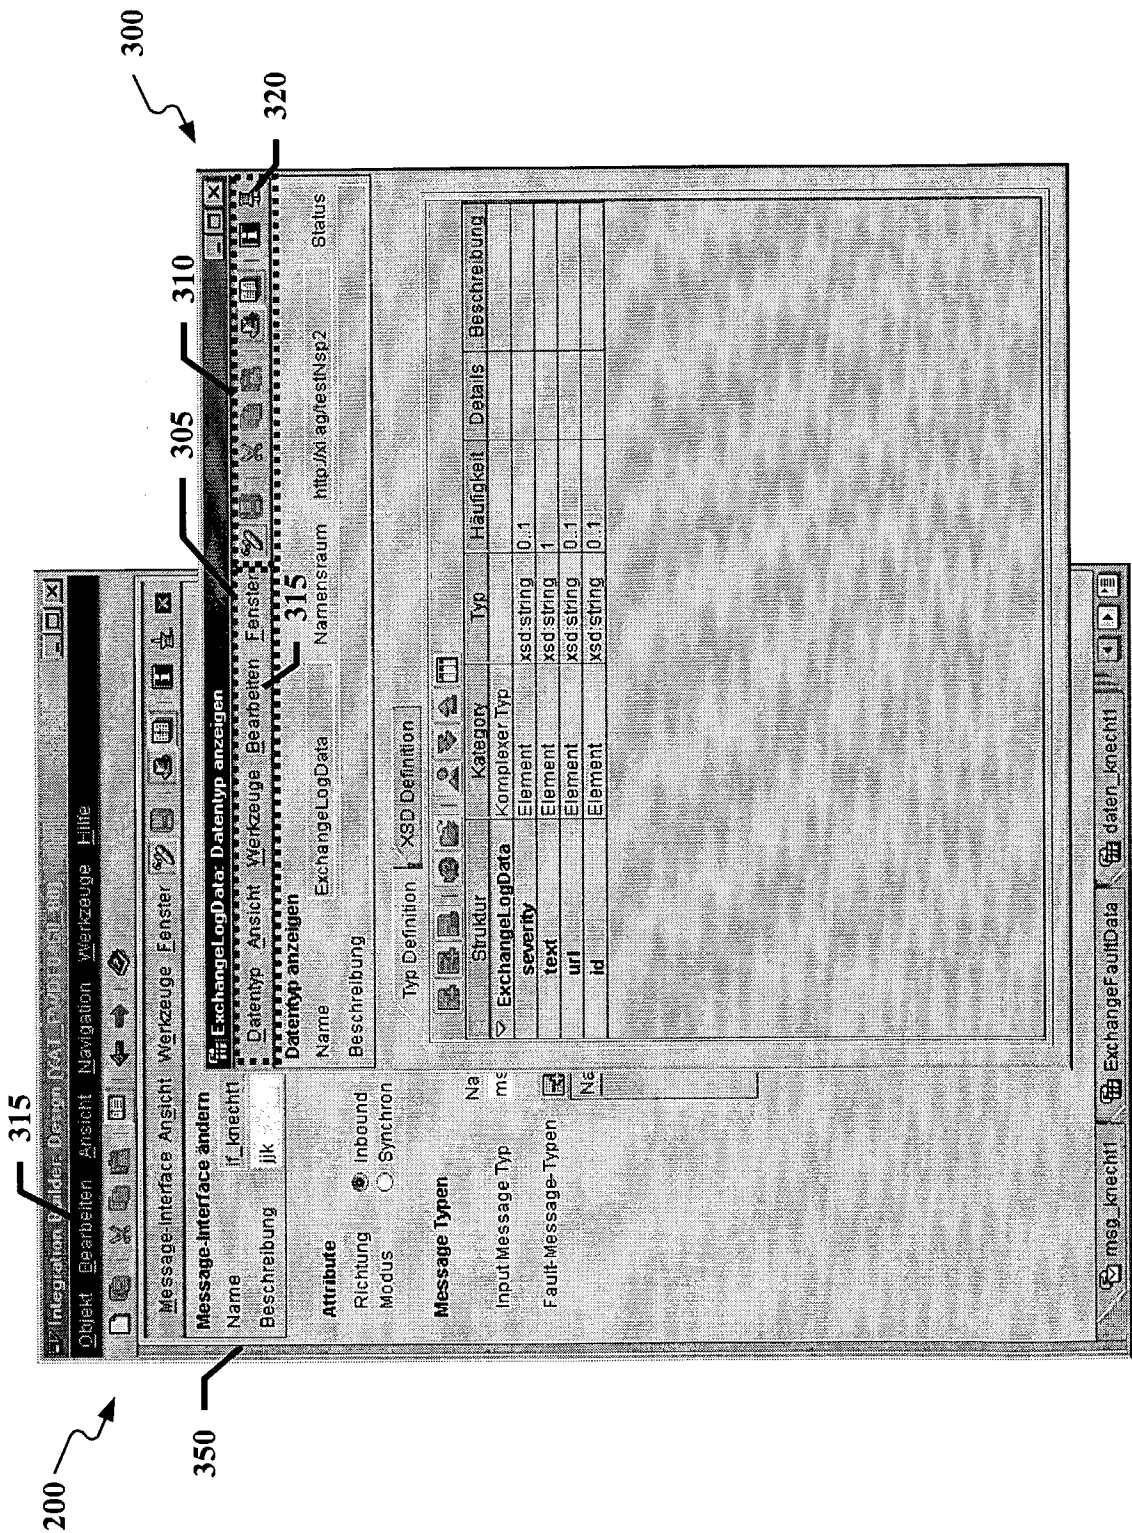 200
315
Integration Builder-Design
Objekt Bearbeiten Ansicht Navigation Werkzeuge Hilfe
Message-Interface Ansicht Werkzeuge Fenster
Message-Interface ändern
Name if_knecht1
Beschreibung jjk
350
Attribute
Richtung Inbound
Modus Synchron
Message Typen
Na
Input Message Typ ms
Fault-Message-Typen
Na
msg_knecht1 ExchangeFaultData daten_knecht1
300
305
310
320
ExchangeLogData: Datentyp anzeigen
Datentyp Ansicht Werkzeuge Bearbeiten Fenster
315
Datentyp anzeigen
Name ExchangeLogData Namensraum http://xi.ag/testNsp2 Status
Beschreibung
Typ Definition XSD Definition
Struktur Kategory Typ Häufigkeit Details Beschreibung
ExchangeLogData KomplexerTyp
severity Element xsd:string 0..1
text Element xsd:string 1
url Element xsd:string 0..1
id Element xsd:string 0..1